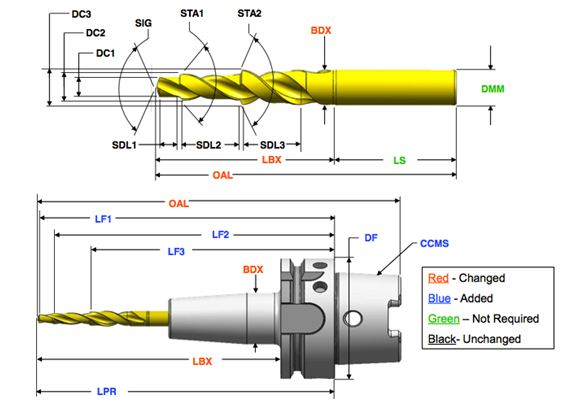 DC3
DC2
DC1
SIG
STA1
STA2
BDX
DMM
SDL1
SDL2
SDL3
LBX
LS
OAL
OAL
LF1
LF2
LF3
DF
CCMS
BDX
LBX
LPR
Red - Changed
Blue - Added
Green – Not Required
Black- Unchanged